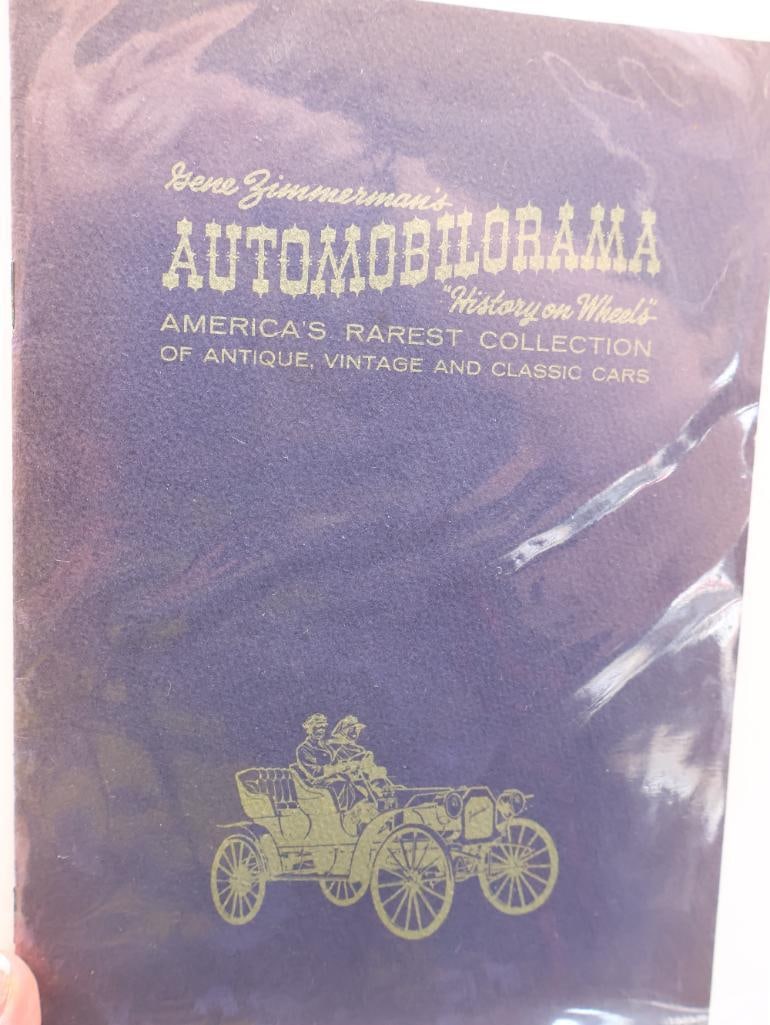 Gene Zimmerman's
AUTOMOBILORAMA
"History on Wheels"
AMERICA'S RAREST COLLECTION
OF ANTIQUE, VINTAGE AND CLASSIC CARS